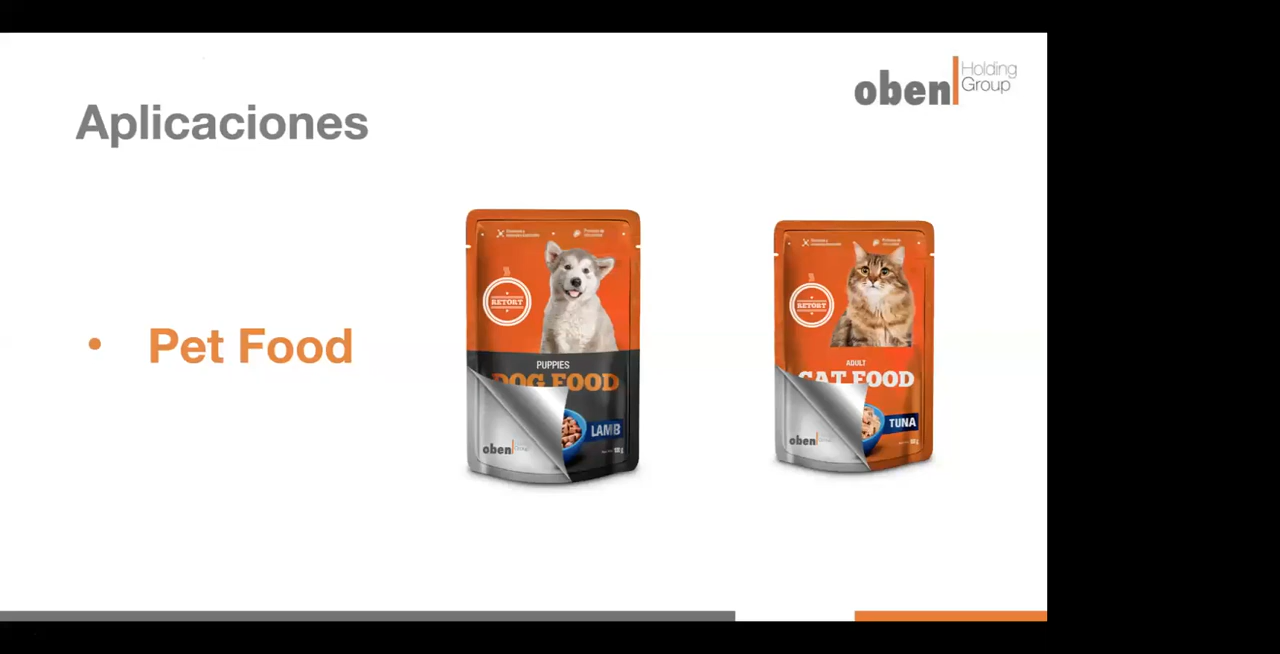 oben Holding
Group
Aplicaciones
• Pet Food
RETORT
PUPPIES
DOG FOOD
LAMB
oben
RETORT
ADULT
CAT FOOD
TUNA
oben